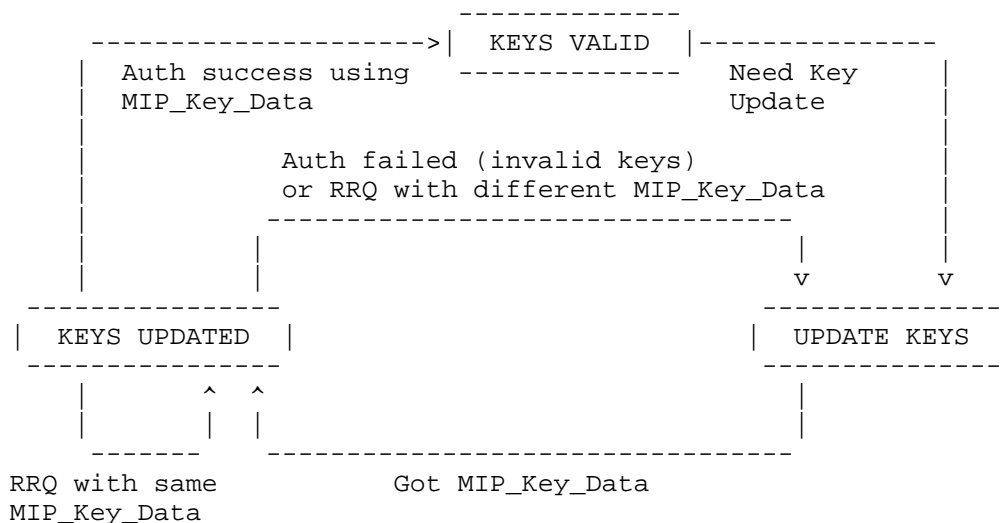 KEYS VALID
Auth success using Need Key
MIP_Key_Data Update
Auth failed (invalid keys)
or RRQ with different MIP_Key_Data
KEYS UPDATED UPDATE KEYS
RRQ with same Got MIP_Key_Data
MIP_Key_Data